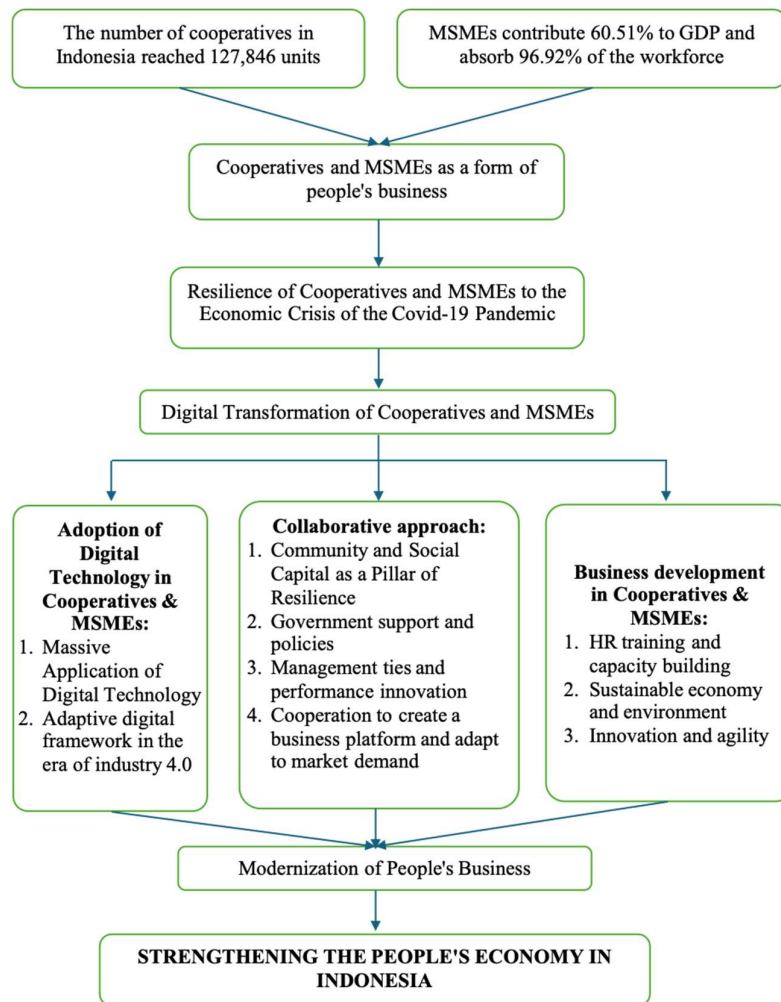 The number of cooperatives in
Indonesia reached 127,846 units
MSMEs contribute 60.51% to GDP and
absorb 96.92% of the workforce
Cooperatives and MSMEs as a form of
people's business
Resilience of Cooperatives and MSMEs to the
Economic Crisis of the Covid-19 Pandemic
Digital Transformation of Cooperatives and MSMEs
Adoption of
Digital
Technology in
Cooperatives &
MSMEs:
1. Massive
Application of
Digital Technology
2. Adaptive digital
framework in the
era of industry 4.0
Collaborative approach:
1. Community and Social
Capital as a Pillar of
Resilience
2. Government support and
policies
3. Management ties and
performance innovation
4. Cooperation to create a
business platform and adapt
to market demand
Business development
in Cooperatives &
MSMEs:
1. HR training and
capacity building
2. Sustainable economy
and environment
3. Innovation and agility
Modernization of People's Business
STRENGTHENING THE PEOPLE'S ECONOMY IN
INDONESIA